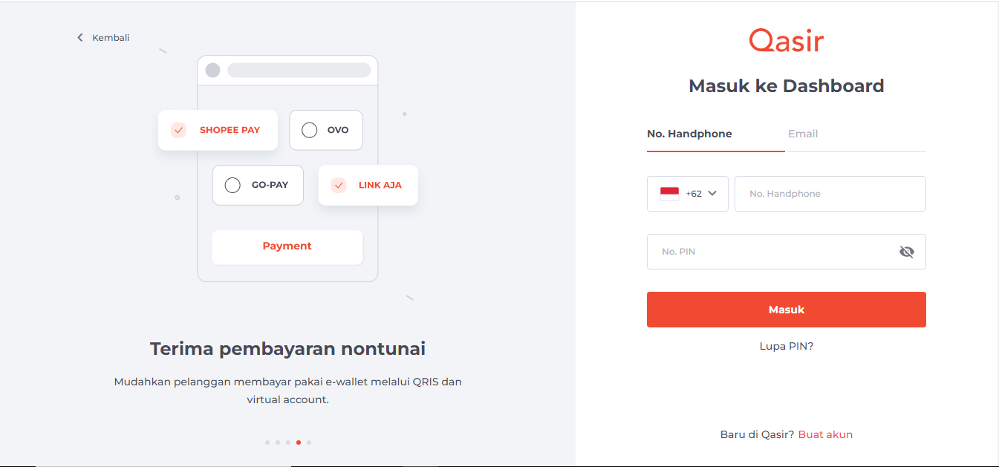 Kembali
SHOPEE PAY
OVO
GO-PAY
LINK AJA
Payment
Terima pembayaran nontunai
Mudahkan pelanggan membayar pakai e-wallet melalui QRIS dan
virtual account.
Qasir
Masuk ke Dashboard
No. Handphone
Email
+62
No. Handphone
No. PIN
Masuk
Lupa PIN?
Baru di Qasir? Buat akun